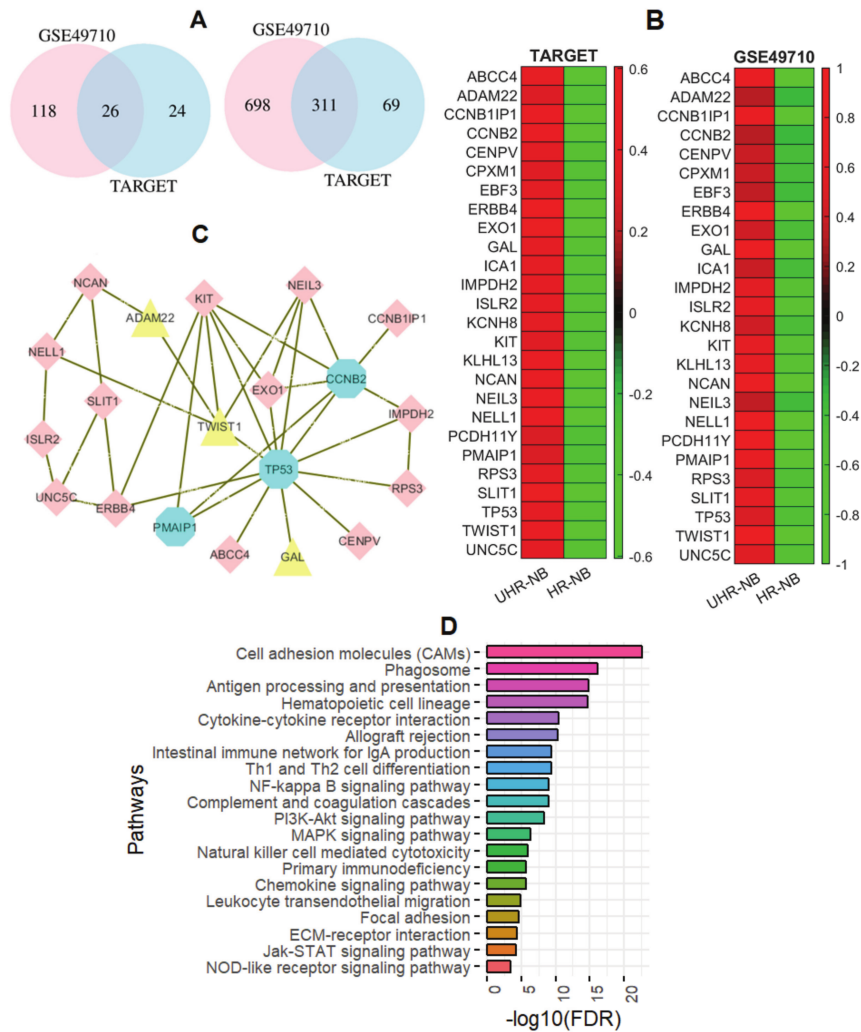 A
GSE49710
118
26
24
TARGET
GSE49710
698
311
69
TARGET
B
TARGET
ABCC4
ADAM22
CCNB1IP1
CCNB2
CENPV
CPXM1
EBF3
ERBB4
EXO1
GAL
ICA1
IMPDH2
ISLR2
KCNH8
KIT
KLHL13
NCAN
NEIL3
NELL1
PCDH11Y
PMAIP1
RPS3
SLIT1
TP53
TWIST1
UNC5C
UHR-NB
HR-NB
0.6
0.4
0.2
0
-0.2
-0.4
-0.6
GSE49710
ABCC4
ADAM22
CCNB1IP1
CCNB2
CENPV
CPXM1
EBF3
ERBB4
EXO1
GAL
ICA1
IMPDH2
ISLR2
KCNH8
KIT
KLHL13
NCAN
NEIL3
NELL1
PCDH11Y
PMAIP1
RPS3
SLIT1
TP53
TWIST1
UNC5C
UHR-NB
HR-NB
1
0.8
0.6
0.4
0.2
0
-0.2
-0.4
-0.6
-0.8
-1
C
NCAN
ADAM22
KIT
NEIL3
CCNB1IP1
NELL1
CCNB2
SLIT1
EXO1
IMPDH2
TWIST1
ISLR2
TP53
UNC5C
ERBB4
RPS3
PMAIP1
ABCC4
GAL
CENPV
D
Pathways
Cell adhesion molecules (CAMs)
Phagosome
Antigen processing and presentation
Hematopoietic cell lineage
Cytokine-cytokine receptor interaction
Allograft rejection
Intestinal immune network for IgA production
Th1 and Th2 cell differentiation
NF-kappa B signaling pathway
Complement and coagulation cascades
PI3K-Akt signaling pathway
MAPK signaling pathway
Natural killer cell mediated cytotoxicity
Primary immunodeficiency
Chemokine signaling pathway
Leukocyte transendothelial migration
Focal adhesion
ECM-receptor interaction
Jak-STAT signaling pathway
NOD-like receptor signaling pathway
0
5
10
15
20
-log10(FDR)